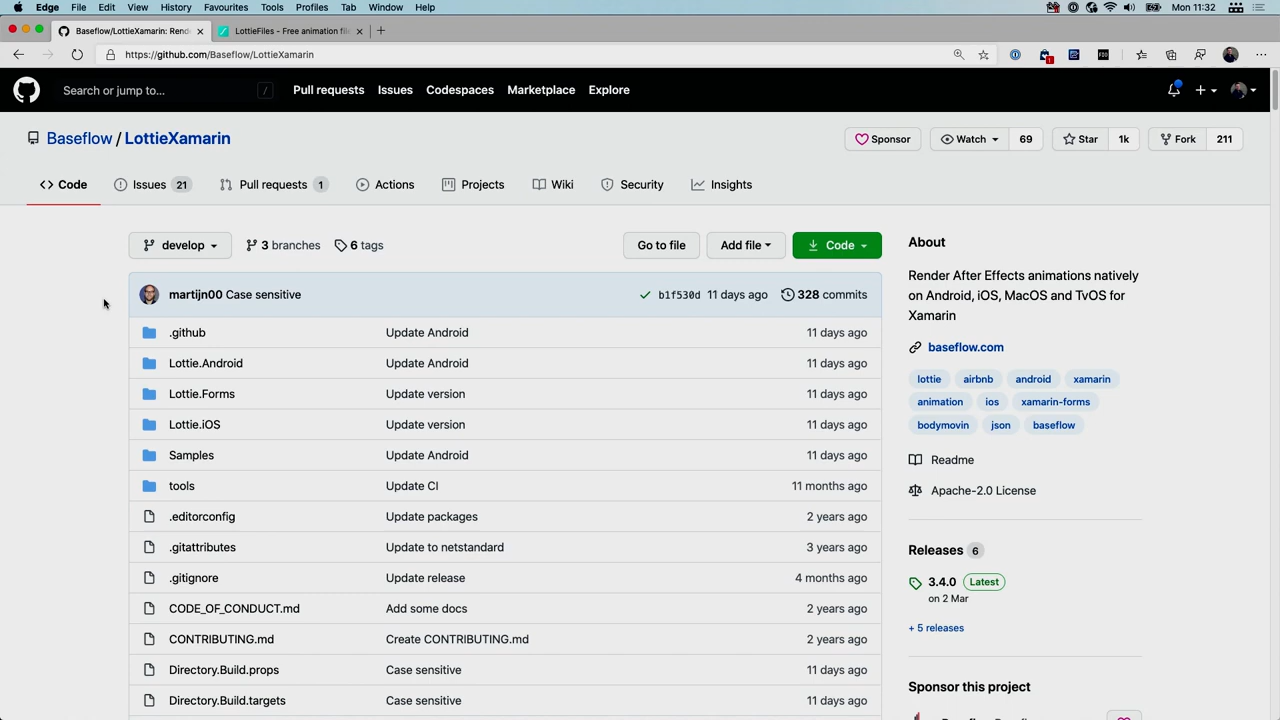 Edge File Edit View History Favourites Tools Profiles Tab Window Help Mon 11:32
Baseflow/LottieXamarin: Rend LottieFiles - Free animation file
https://github.com/Baseflow/LottieXamarin
Search or jump to... / Pull requests Issues Codespaces Marketplace Explore
Baseflow / LottieXamarin Sponsor Watch 69 Star 1k Fork 211
Code Issues 21 Pull requests 1 Actions Projects Wiki Security Insights
develop 3 branches 6 tags Go to file Add file Code
About
Render After Effects animations natively
on Android, iOS, MacOS and TvOS for
Xamarin
baseflow.com
lottie airbnb android xamarin
animation ios xamarin-forms
bodymovin json baseflow
Readme
Apache-2.0 License
Releases 6
3.4.0 Latest
on 2 Mar
+ 5 releases
Sponsor this project
martijn00 Case sensitive b1f530d 11 days ago 328 commits
.github Update Android 11 days ago
Lottie.Android Update Android 11 days ago
Lottie.Forms Update version 11 days ago
Lottie.iOS Update version 11 days ago
Samples Update Android 11 days ago
tools Update CI 11 months ago
.editorconfig Update packages 2 years ago
.gitattributes Update to netstandard 3 years ago
.gitignore Update release 4 months ago
CODE_OF_CONDUCT.md Add some docs 2 years ago
CONTRIBUTING.md Create CONTRIBUTING.md 2 years ago
Directory.Build.props Case sensitive 11 days ago
Directory.Build.targets Case sensitive 11 days ago